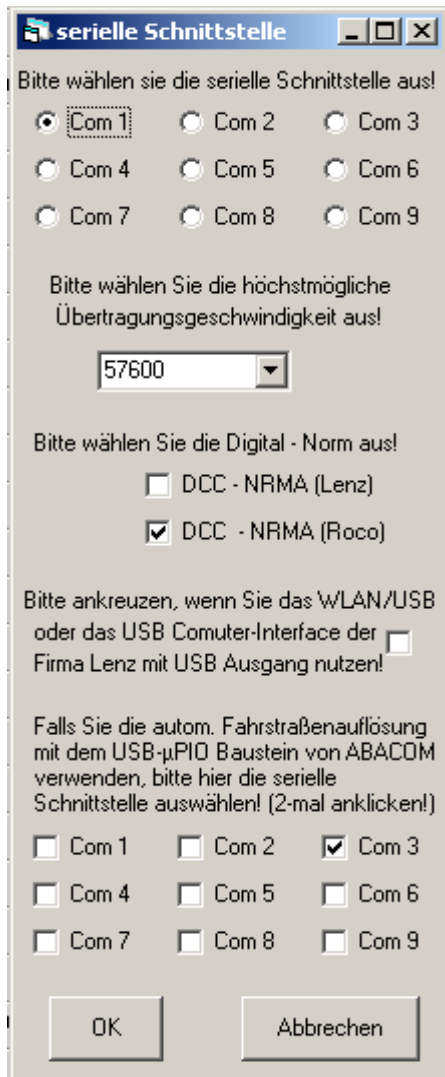 serielle Schnittstelle
Bitte wählen sie die serielle Schnittstelle aus!
Com 1 Com 2 Com 3
Com 4 Com 5 Com 6
Com 7 Com 8 Com 9
Bitte wählen Sie die höchstmögliche
Übertragungsgeschwindigkeit aus!
57600
Bitte wählen Sie die Digital - Norm aus!
DCC - NRMA (Lenz)
DCC - NRMA (Roco)
Bitte ankreuzen, wenn Sie das WLAN/USB
oder das USB Comuter-Interface der
Firma Lenz mit USB Ausgang nutzen!
Falls Sie die autom. Fahrstraßenauflösung
mit dem USB-µPIO Baustein von ABACOM
verwenden, bitte hier die serielle
Schnittstelle auswählen! (2-mal anklicken!)
Com 1 Com 2 Com 3
Com 4 Com 5 Com 6
Com 7 Com 8 Com 9
OK Abbrechen